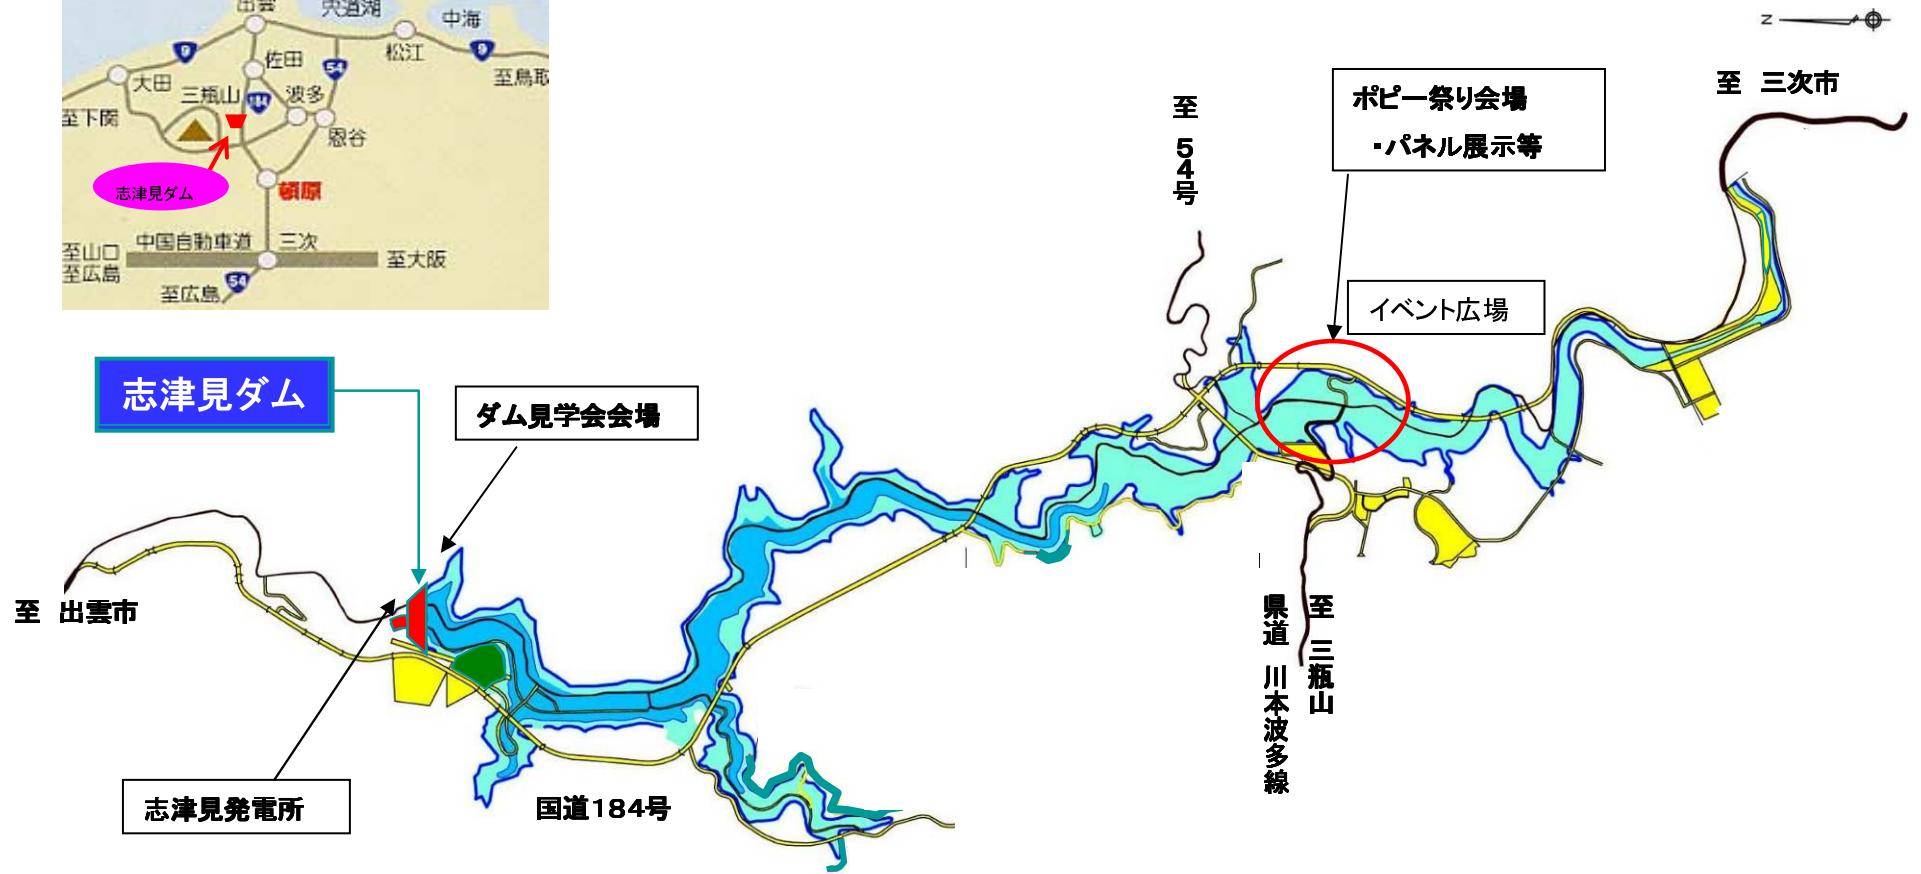 出雲
宍道湖
中海
9
松江
9
佐田
54
至鳥取
大田
三瓶山
184
波多
至下関
恩谷
志津見ダム
頓原
中国自動車道
三次
至山口
至広島
至大阪
54
至広島
N
至 三次市
ポピー祭り会場
・パネル展示等
至 54号
イベント広場
志津見ダム
ダム見学会会場
至 出雲市
県道 川本波多線
至 三瓶山
志津見発電所
国道184号